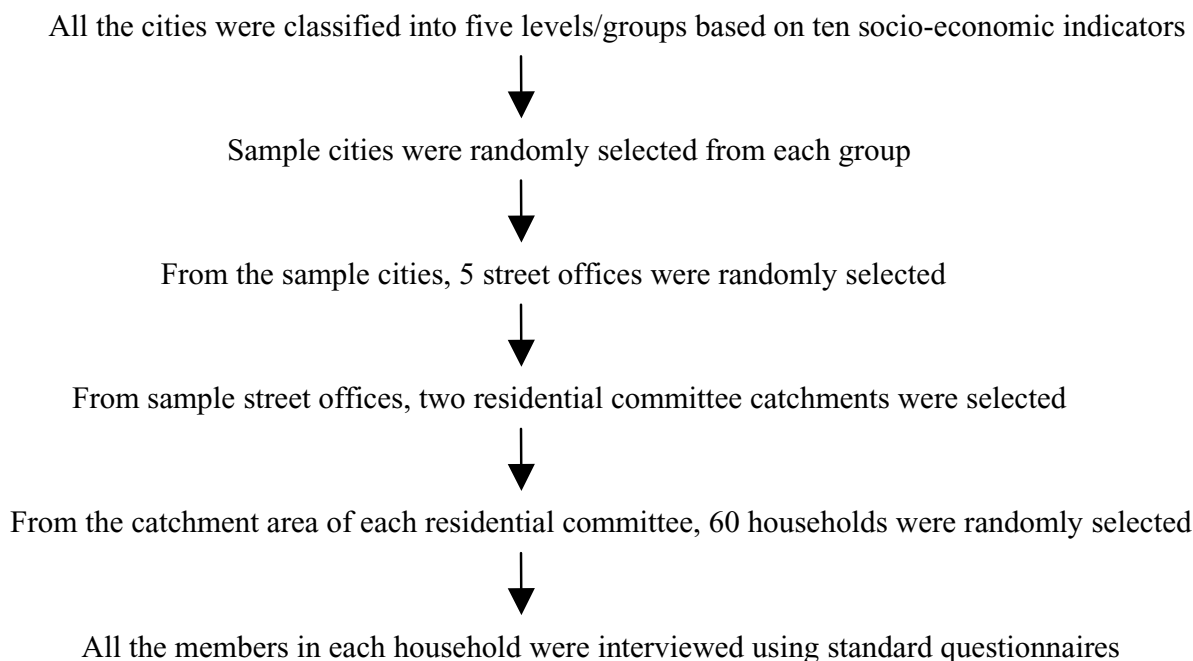 All the cities were classified into five levels/groups based on ten socio-economic indicators
Sample cities were randomly selected from each group
From the sample cities, 5 street offices were randomly selected
From sample street offices, two residential committee catchments were selected
From the catchment area of each residential committee, 60 households were randomly selected
All the members in each household were interviewed using standard questionnaires